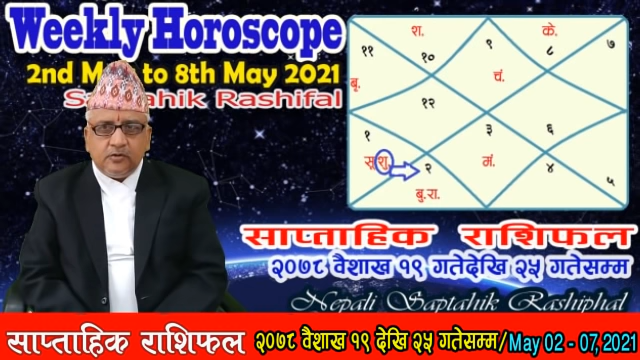 Weekly Horoscope
2nd May to 8th May 2021
Saptahik Rashifal
श. ९ के.
११ १० ८ ७
बृ. चं.
१२
१ ३ ६
सू शु २ मं. ४ ५
बु.रा.
साप्ताहिक राशिफल
२०७८ वैशाख १९ गतेदेखि २५ गतेसम्म
Nepali Saptahik Rashiphal
साप्ताहिक राशिफल २०७८ वैशाख १९ देखि २५ गतेसम्म/May 02 - 07, 2021